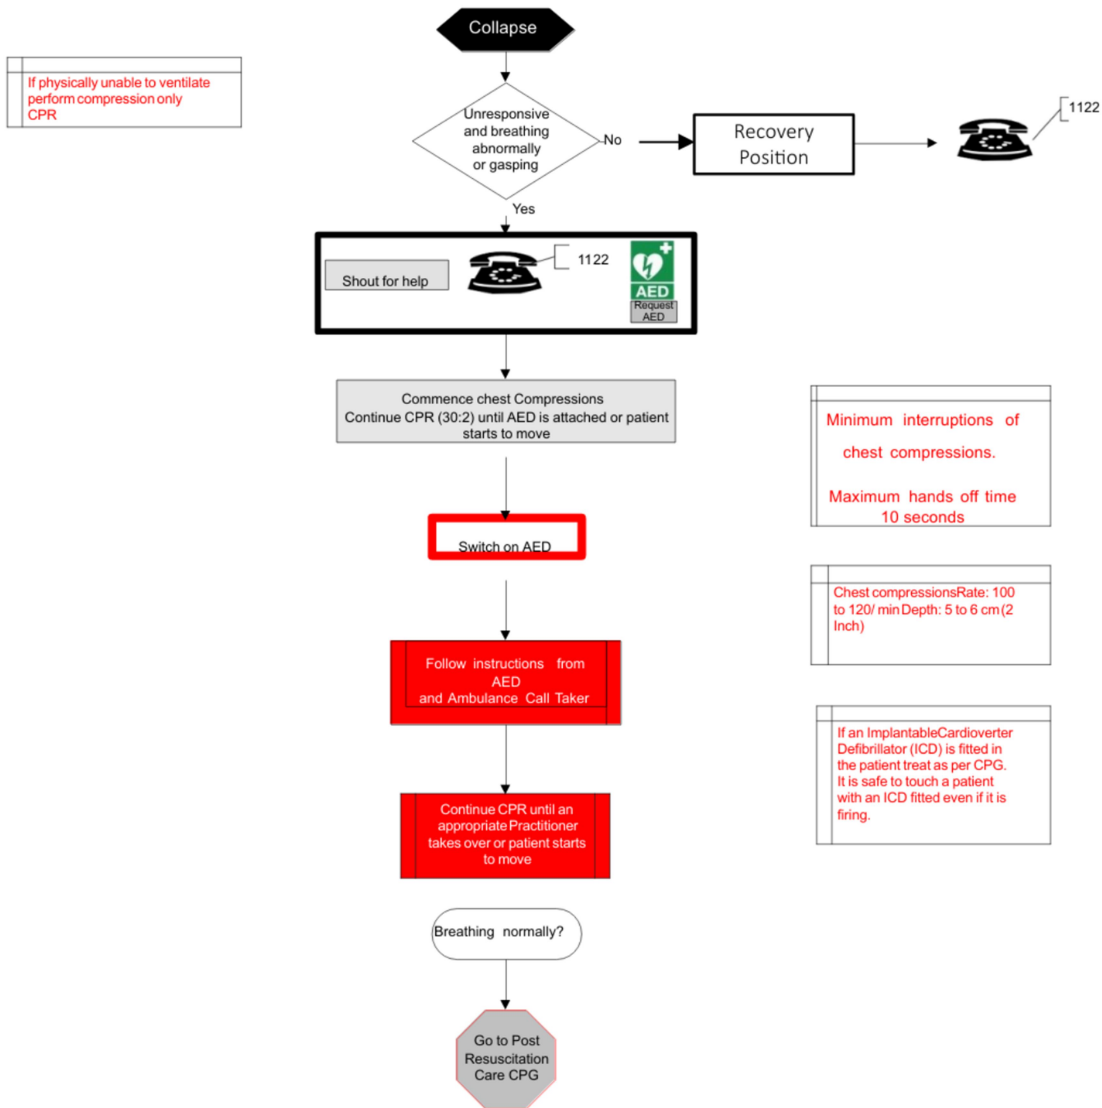 Collapse
If physically unable to ventilate
perform compression only
CPR
Unresponsive
and breathing
abnormally
or gasping
No
Recovery
Position
1122
Yes
Shout for help
1122
AED
Request
AED
Commence chest Compressions
Continue CPR (30:2) until AED is attached or patient
starts to move
Minimum interruptions of
chest compressions.
Maximum hands off time
10 seconds
Switch on AED
Chest compressionsRate: 100
to 120/ min Depth: 5 to 6 cm (2
Inch)
Follow instructions from
AED
and Ambulance Call Taker
If an ImplantableCardioverter
Defibrillator (ICD) is fitted in
the patient treat as per CPG.
It is safe to touch a patient
with an ICD fitted even if it is
firing.
Continue CPR until an
appropriate Practitioner
takes over or patient starts
to move
Breathing normally?
Go to Post
Resuscitation
Care CPG